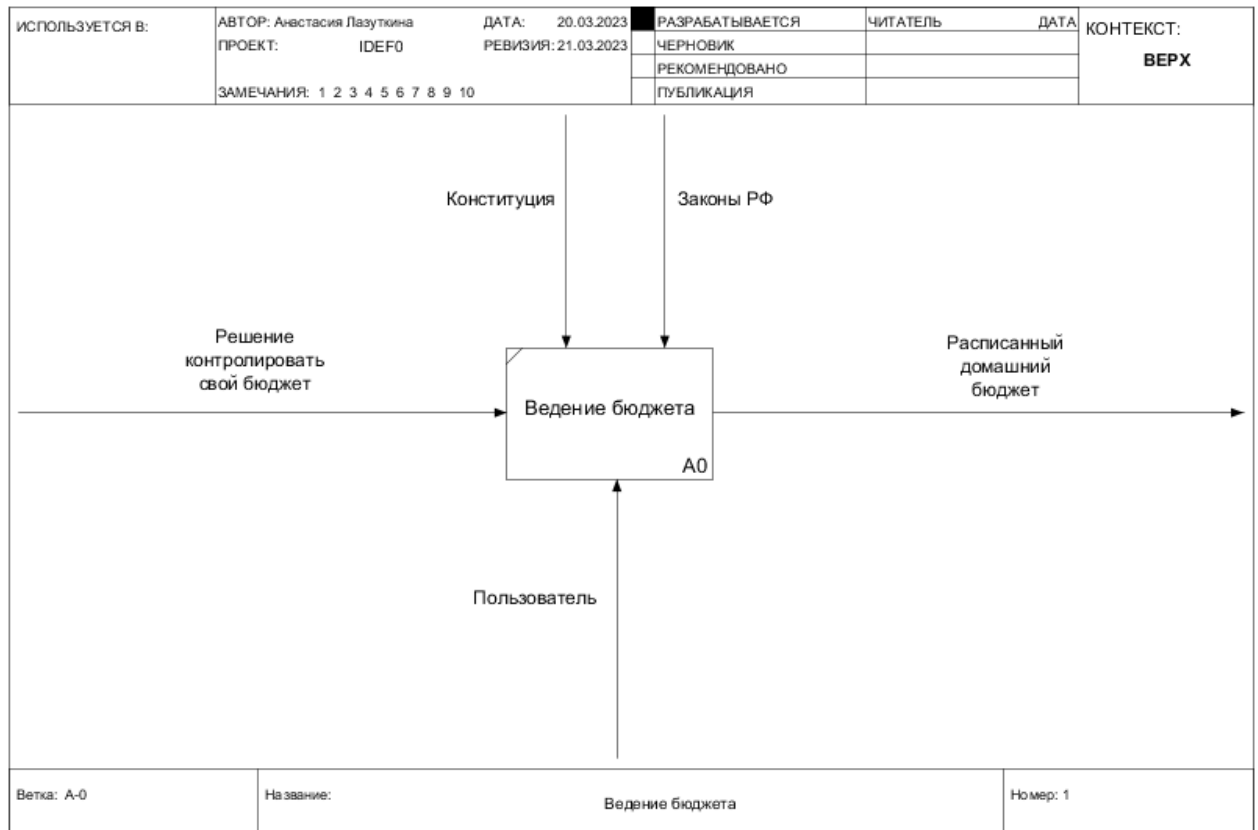 ИСПОЛЬЗУЕТСЯ В:
АВТОР: Анастасия Лазуткина
ДАТА: 20.03.2023
ПРОЕКТ: IDEF0
РЕВИЗИЯ: 21.03.2023
ЗАМЕЧАНИЯ: 1 2 3 4 5 6 7 8 9 10
РАЗРАБАТЫВАЕТСЯ
ЧЕРНОВИК
РЕКОМЕНДОВАНО
ПУБЛИКАЦИЯ
ЧИТАТЕЛЬ ДАТА
КОНТЕКСТ:
ВЕРХ
Конституция
Законы РФ
Решение
контролировать
свой бюджет
Ведение бюджета
A0
Расписанный
домашний
бюджет
Пользователь
Ветка: A-0
Название:
Ведение бюджета
Номер: 1